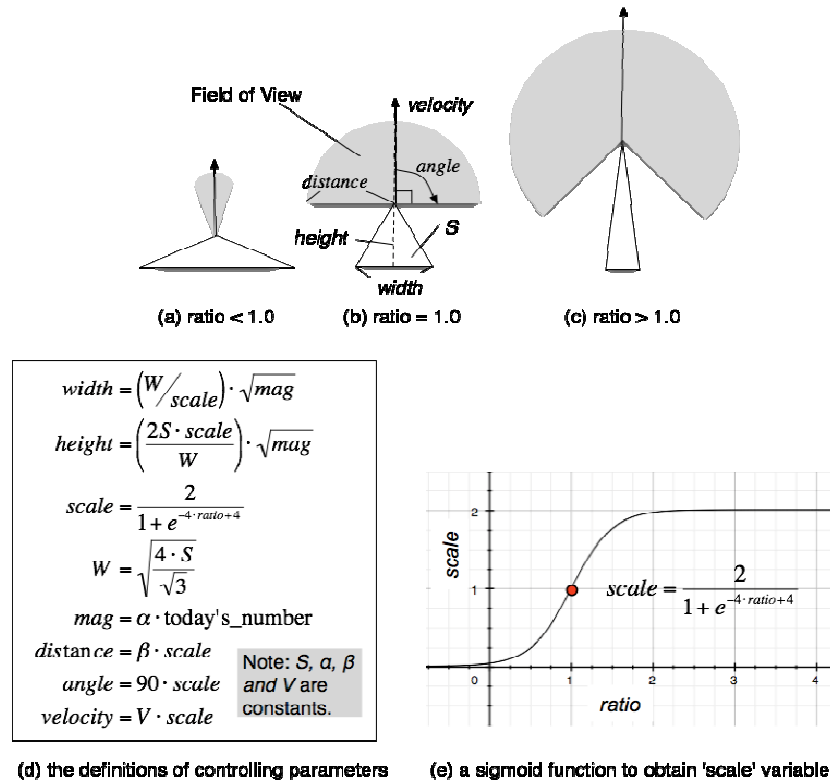 Field of View
velocity
angle
distance
height
S
width
(a) ratio < 1.0
(b) ratio = 1.0
(c) ratio > 1.0
width = (W/scale) · √mag
height = (2S · scale / W) · √mag
scale = 2 / (1 + e^(-4·ratio+4))
W = √(4 · S / √3)
mag = α · today's_number
distance = β · scale
angle = 90 · scale
velocity = V · scale
Note: S, α, β
and V are
constants.
(d) the definitions of controlling parameters
scale
2
1
0
1
2
3
4
scale = 2 / (1 + e^(-4·ratio+4))
ratio
(e) a sigmoid function to obtain 'scale' variable